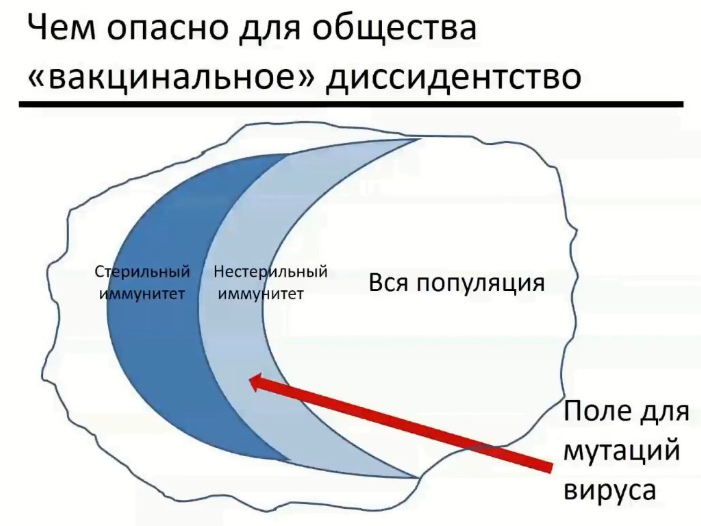 Чем опасно для общества
«вакцинальное» диссидентство
Стерильный
иммунитет
Нестерильный
иммунитет
Вся популяция
Поле для
мутаций
вируса